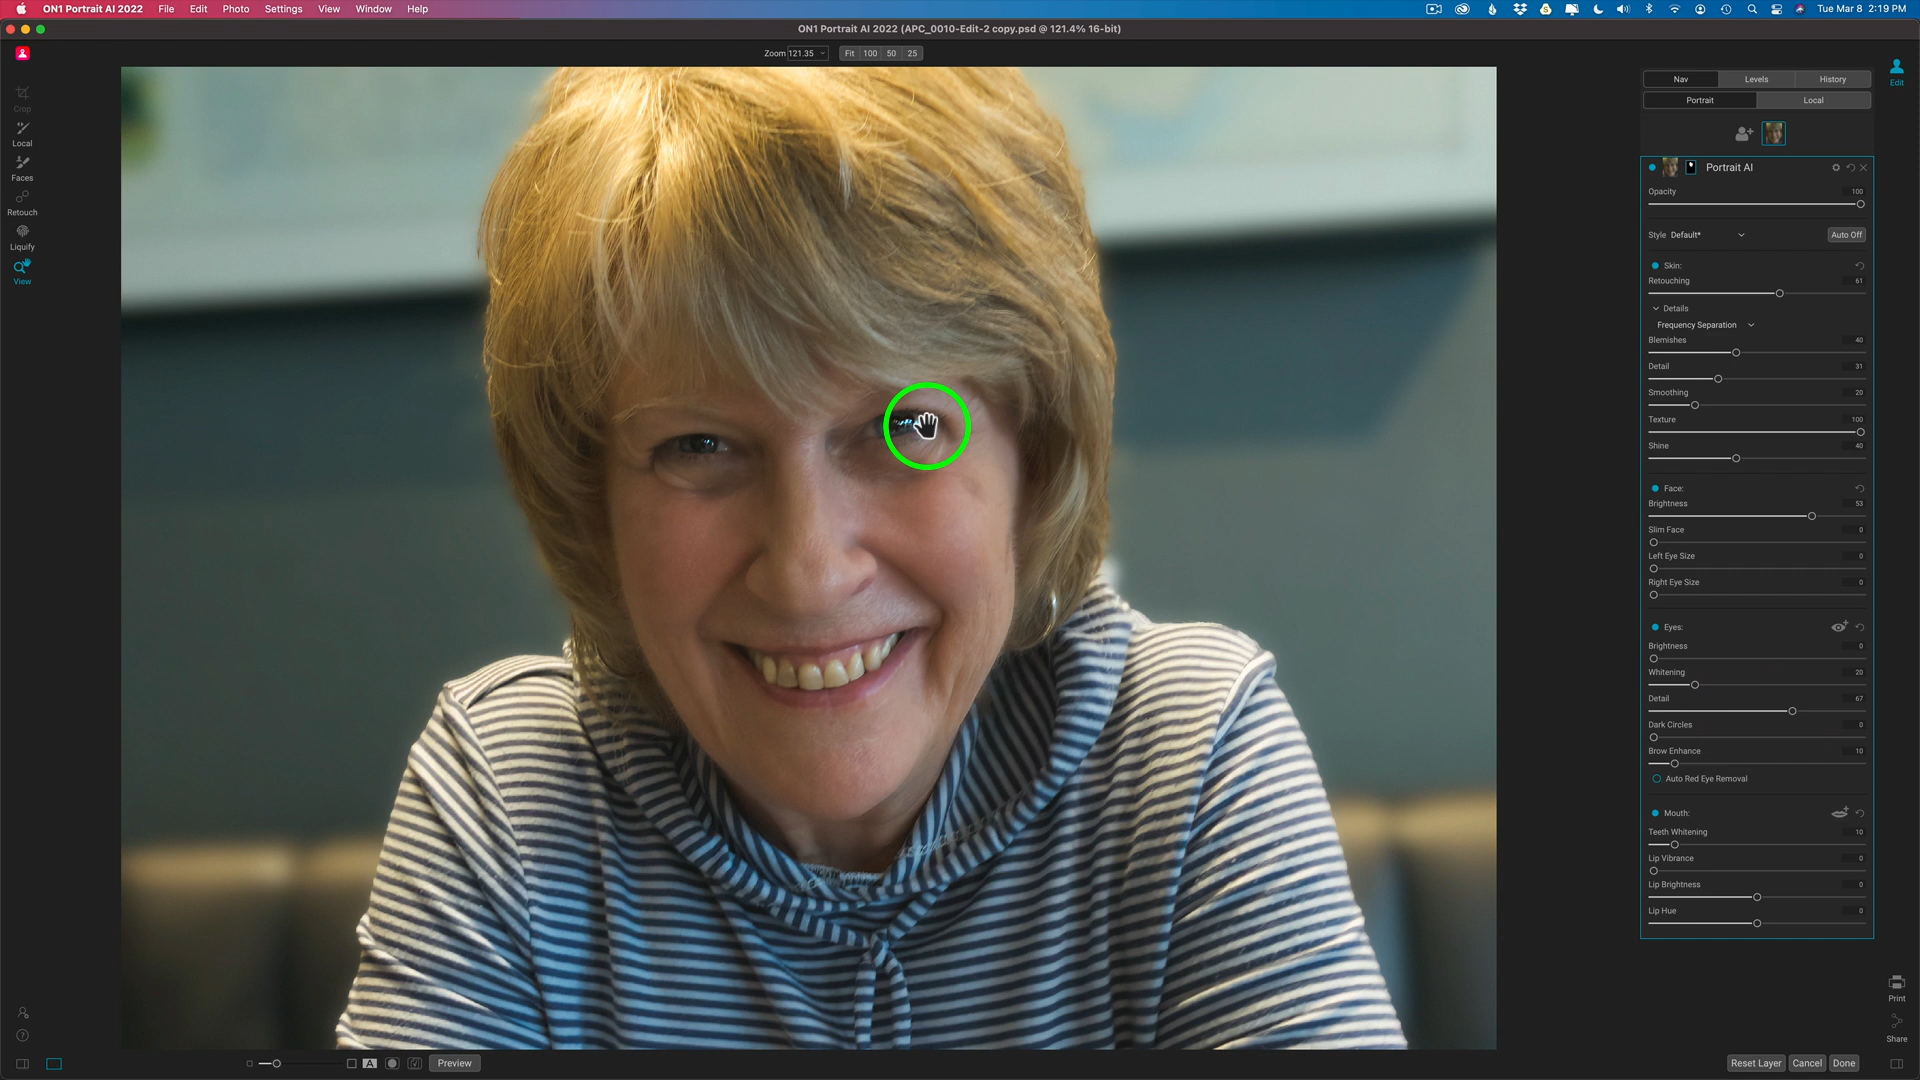 ON1 Portrait AI 2022 File Edit Photo Settings View Window Help Tue Mar 8 2:19 PM
ON1 Portrait AI 2022 (APC_0010-Edit-2 copy.psd @ 121.4% 16-bit)
Zoom 121.35 Fit 100 50 25
Crop
Local
Faces
Retouch
Liquify
View
Nav Levels History
Edit
Portrait Local
Portrait AI
Opacity 100
Style Default* Auto Off
Skin:
Retouching 61
Details
Frequency Separation
Blemishes 40
Detail 31
Smoothing 20
Texture 100
Shine 40
Face:
Brightness 53
Slim Face 0
Left Eye Size 0
Right Eye Size 0
Eyes:
Brightness 0
Whitening 20
Detail 67
Dark Circles 0
Brow Enhance 10
Auto Red Eye Removal
Mouth:
Teeth Whitening 10
Lip Vibrance 0
Lip Brightness 0
Lip Hue 0
Print
Share
A Preview Reset Layer Cancel Done